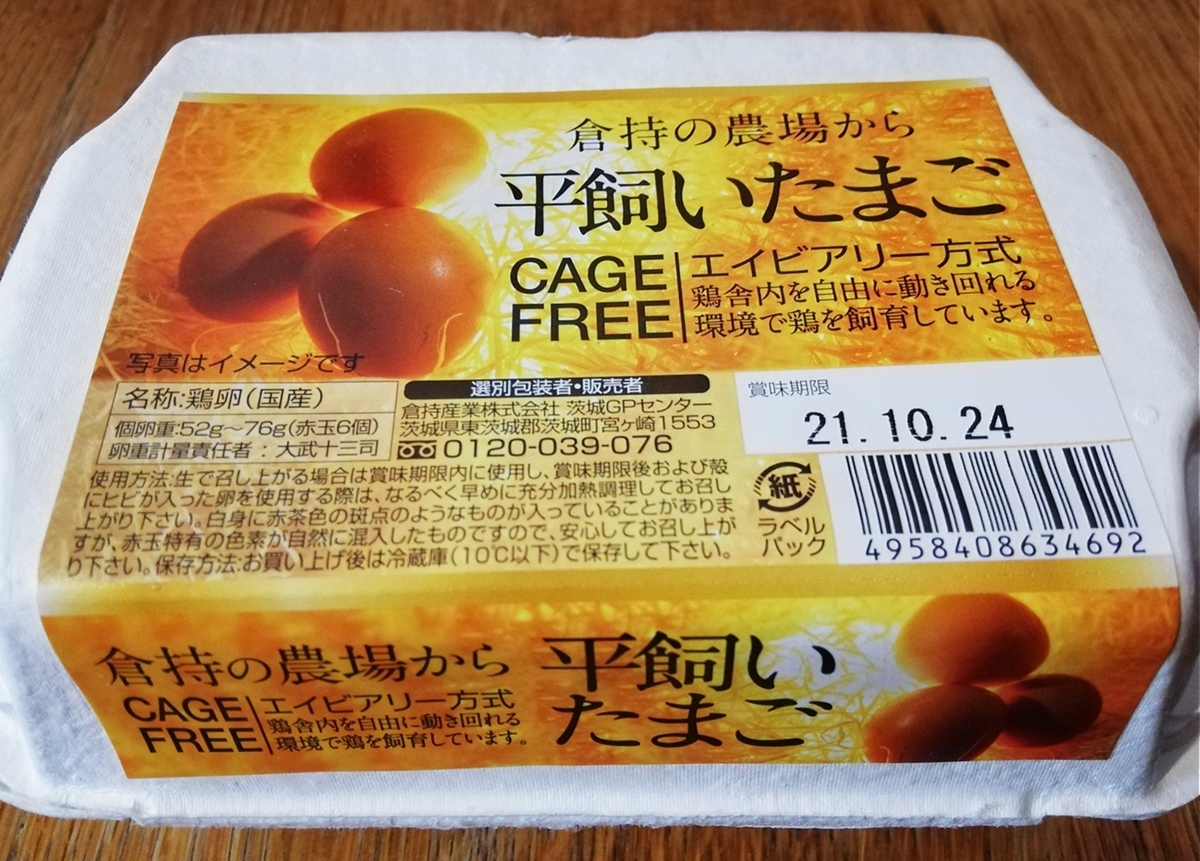 倉持の農場から
平飼いたまご
CAGE
FREE
エイビアリー方式
鶏舎内を自由に動き回れる
環境で鶏を飼育しています。
写真はイメージです
名称:鶏卵(国産)
個卵重:52g～76g(赤玉6個)
卵重計量責任者：大武十三司
選別包装者・販売者
倉持産業株式会社 茨城GPセンター
茨城県東茨城郡茨城町宮ヶ崎1553
0120-039-076
賞味期限
21.10.24
使用方法:生で召し上がる場合は賞味期限内に使用し、賞味期限後および殻
にヒビが入った卵を使用する際は、なるべく早めに充分加熱調理してお召し
上がり下さい。白身に赤茶色の斑点のようなものが入っていることがありま
すが、赤玉特有の色素が自然に混入したものですので、安心してお召し上が
り下さい。保存方法:お買い上げ後は冷蔵庫(10℃以下)で保存して下さい。
紙
ラベル
パック
4958408634692
倉持の農場から
CAGE
FREE
エイビアリー方式
鶏舎内を自由に動き回れる
環境で鶏を飼育しています。
平飼い
たまご